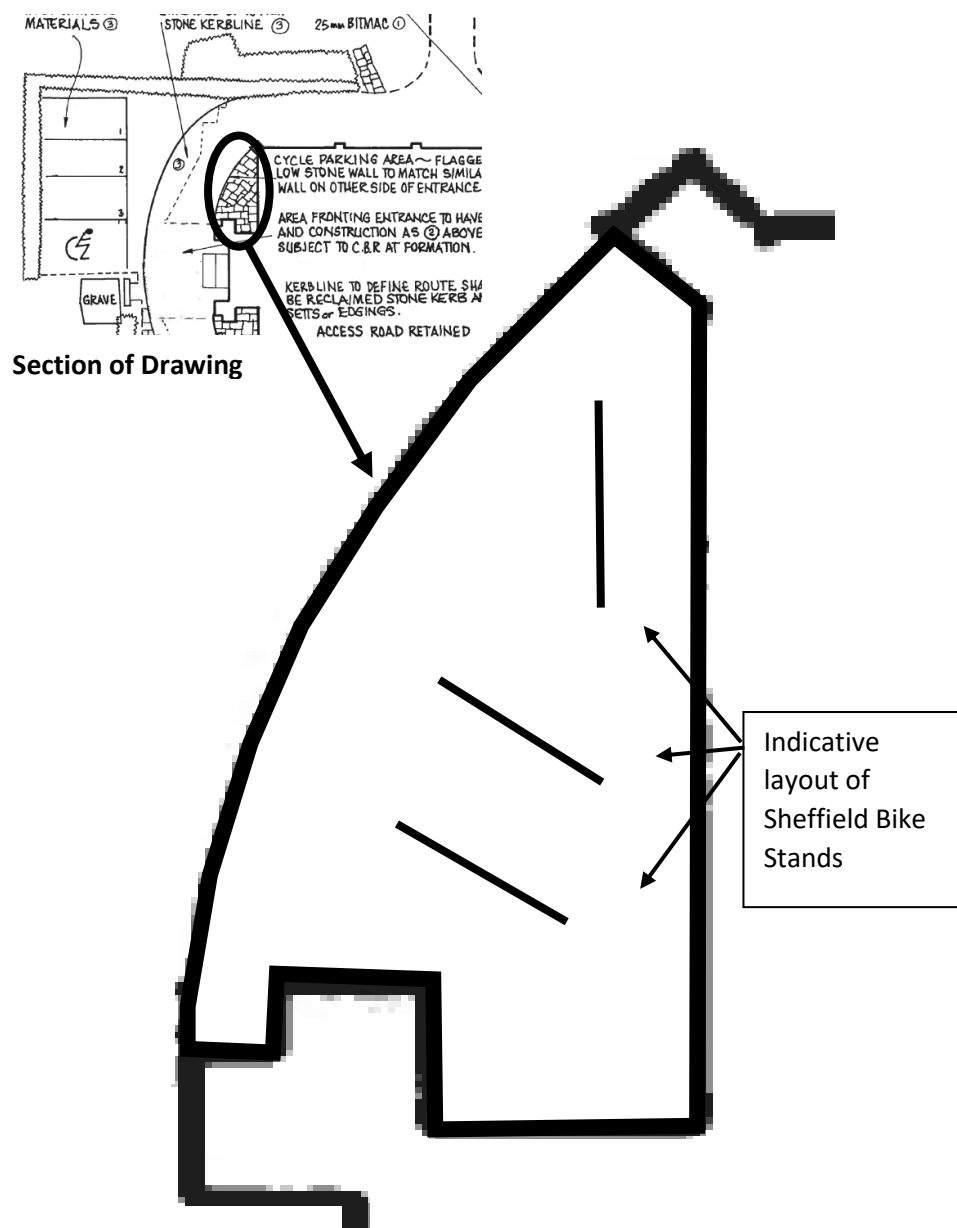 MATERIALS ③
STONE KERBLINE ③
25mm BITMAC ①
1
2
3
③
CYCLE PARKING AREA ~ FLAGGE
LOW STONE WALL TO MATCH SIMILA
WALL ON OTHER SIDE OF ENTRANCE
AREA FRONTING ENTRANCE TO HAVE
AND CONSTRUCTION AS ② ABOVE
SUBJECT TO C.B.R AT FORMATION.
GRAVE
KERBLINE TO DEFINE ROUTE SHA
BE RECLAIMED STONE KERB A
SETTS or EDGINGS.
ACCESS ROAD RETAINED
Section of Drawing
Indicative
layout of
Sheffield Bike
Stands